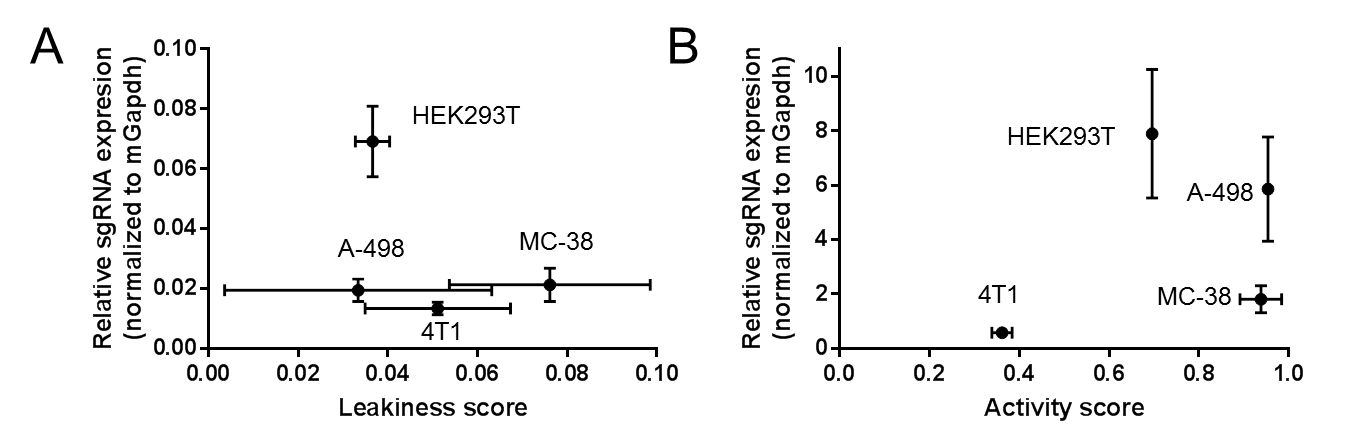 A
Relative sgRNA expresion
(normalized to mGapdh)
0.10
0.08
0.06
0.04
0.02
0.00
HEK293T
A-498
MC-38
4T1
0.00 0.02 0.04 0.06 0.08 0.10
Leakiness score
B
Relative sgRNA expresion
(normalized to mGapdh)
10
8
6
4
2
0
HEK293T
A-498
4T1
MC-38
0.0 0.2 0.4 0.6 0.8 1.0
Activity score